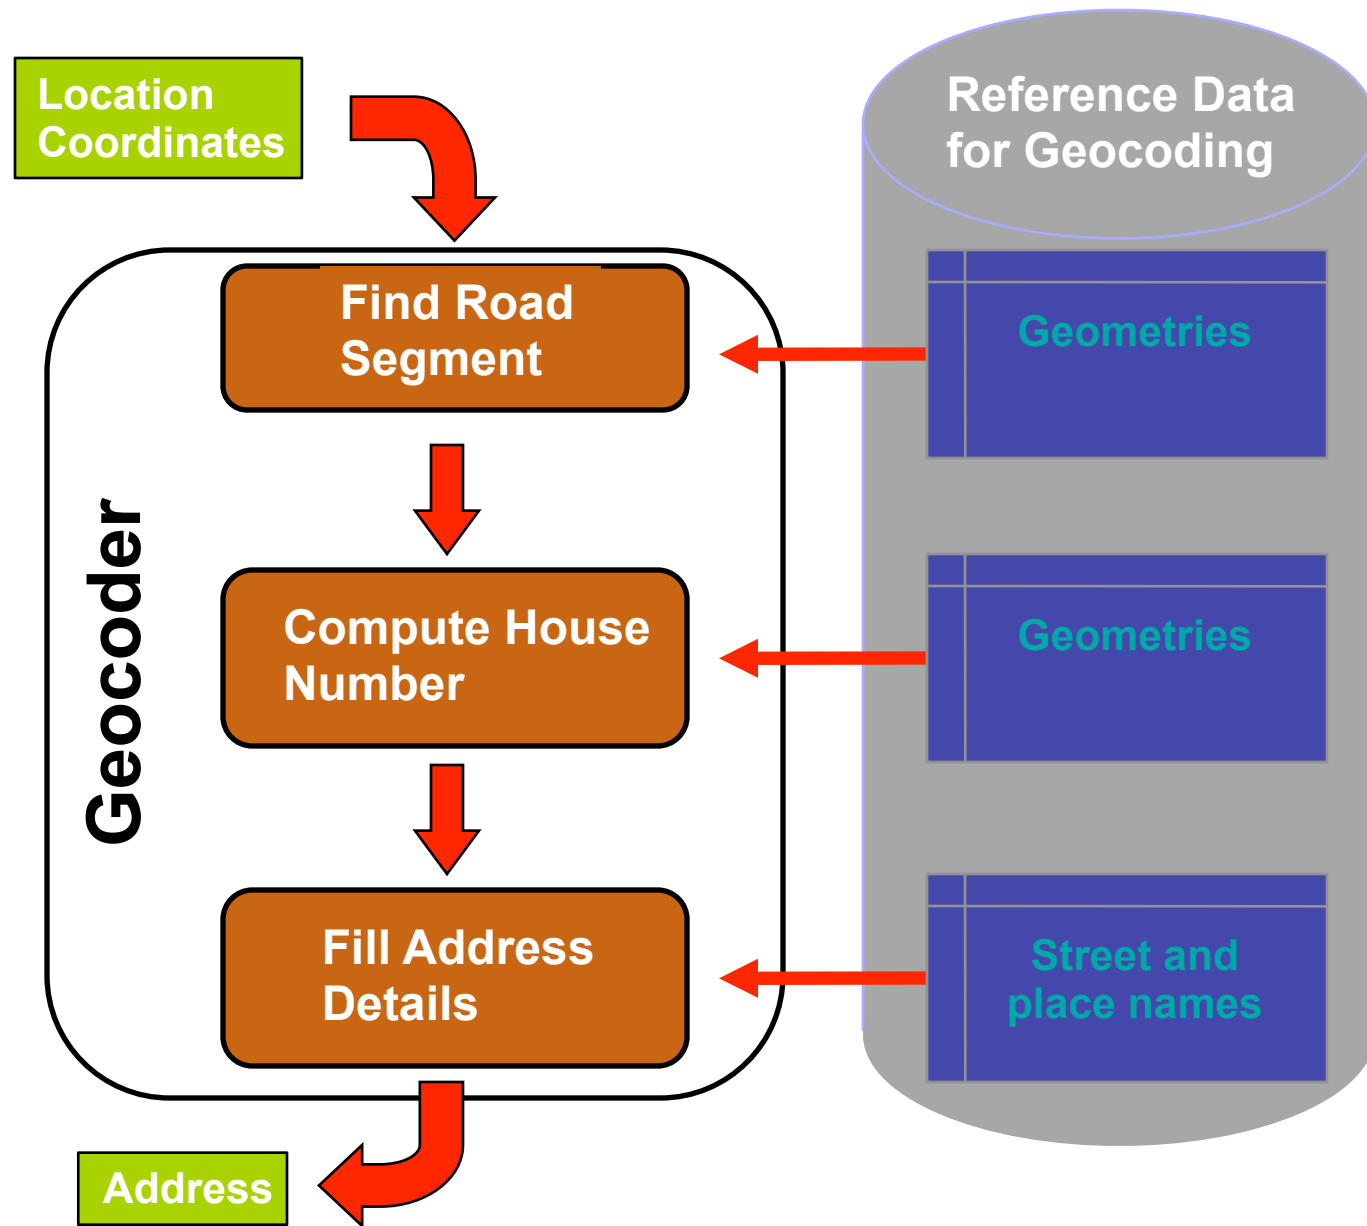 Location
Coordinates
Reference Data
for Geocoding
Geocoder
Find Road
Segment
Geometries
Compute House
Number
Geometries
Fill Address
Details
Street and
place names
Address